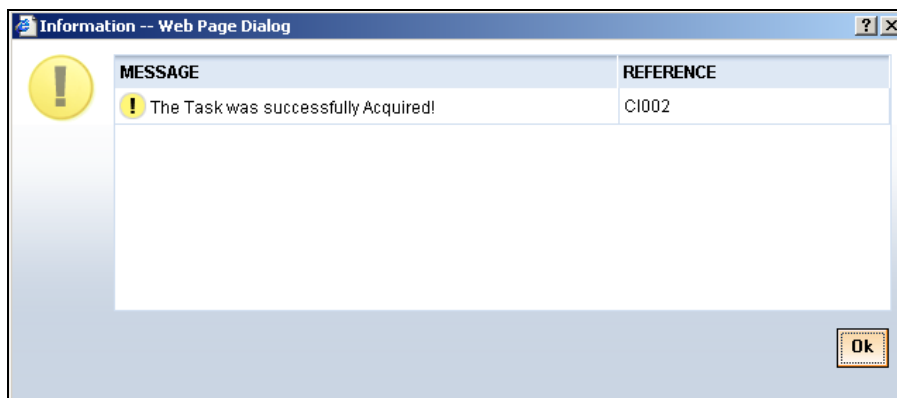 Information -- Web Page Dialog
MESSAGE REFERENCE
The Task was successfully Acquired! CI002
Ok